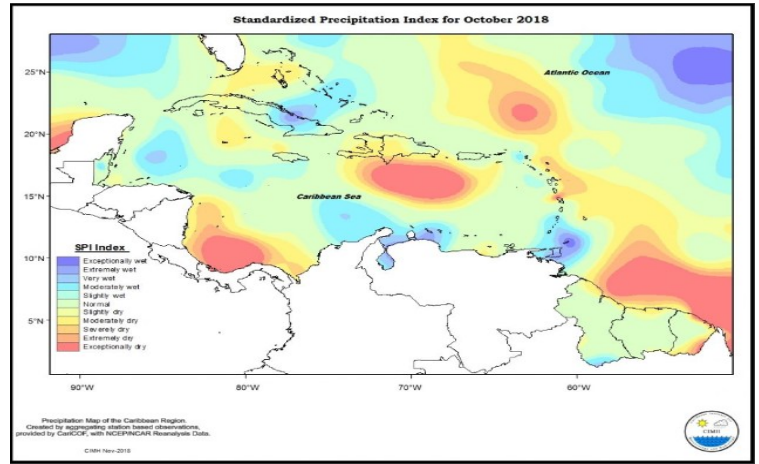 Standardized Precipitation Index for October 2018
25°N
Atlantic Ocean
20°N
15°N
Caribbean Sea
SPI Index
Exceptionally wet
Extremely wet
Very wet
Moderately wet
Slightly wet
Normal
Slightly dry
Moderately dry
Severely dry
Extremely dry
Exceptionally dry
10°N
5°N
90°W
80°W
70°W
60°W
Precipitation Map of the Caribbean Region.
Created by aggregating station based observations,
provided by CariCOF, with NCEP/NCAR Reanalysis Data.
CIMH Nov-2018
CIMH